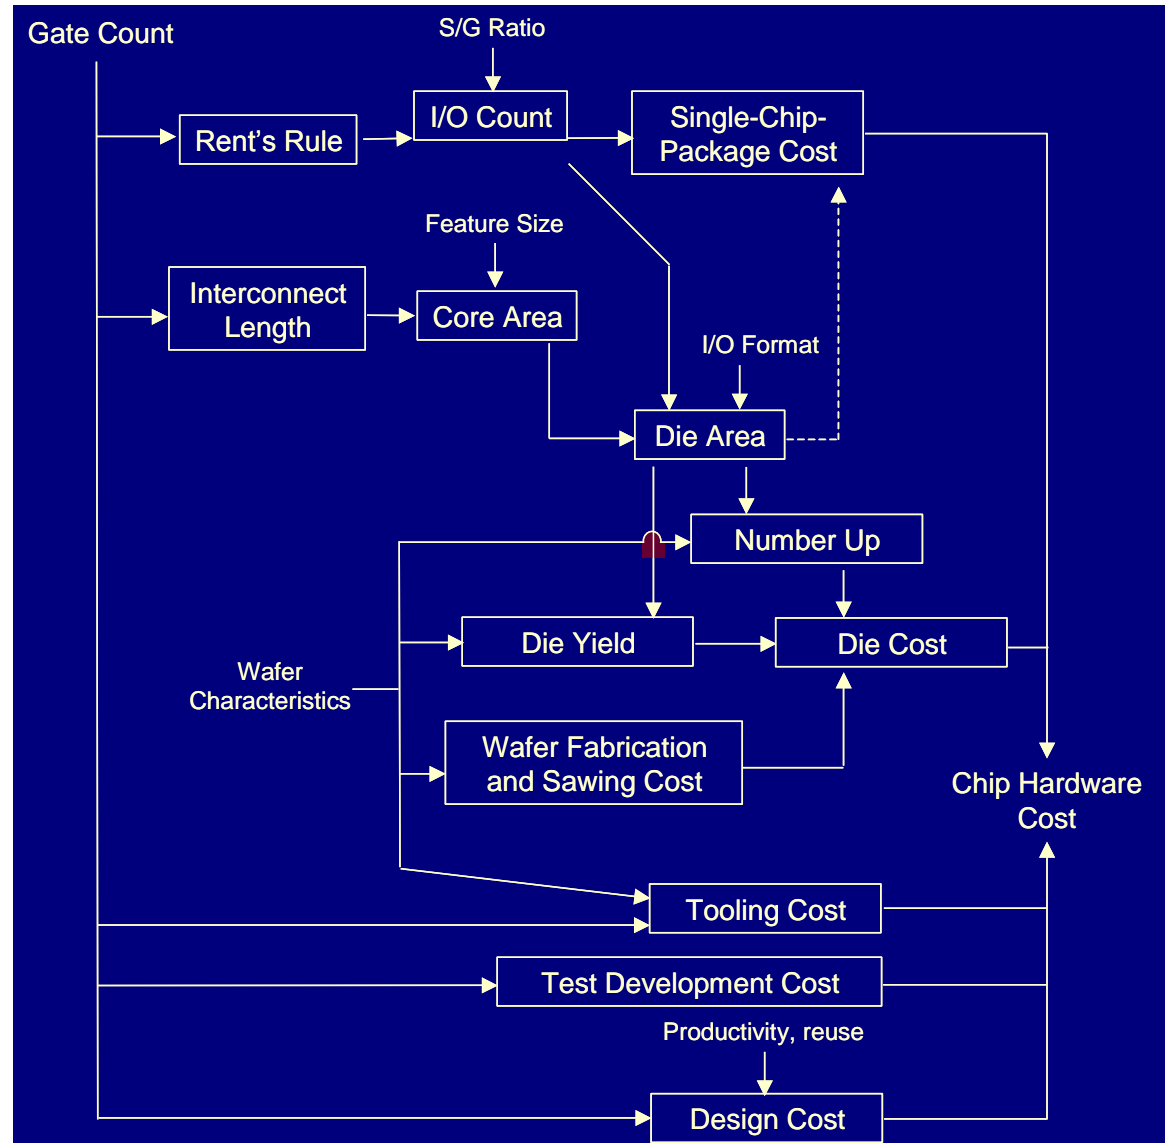 Gate Count
S/G Ratio
Rent’s Rule
I/O Count
Single-Chip-
Package Cost
Feature Size
Interconnect
Length
Core Area
I/O Format
Die Area
Number Up
Die Yield
Die Cost
Wafer
Characteristics
Wafer Fabrication
and Sawing Cost
Chip Hardware
Cost
Tooling Cost
Test Development Cost
Productivity, reuse
Design Cost